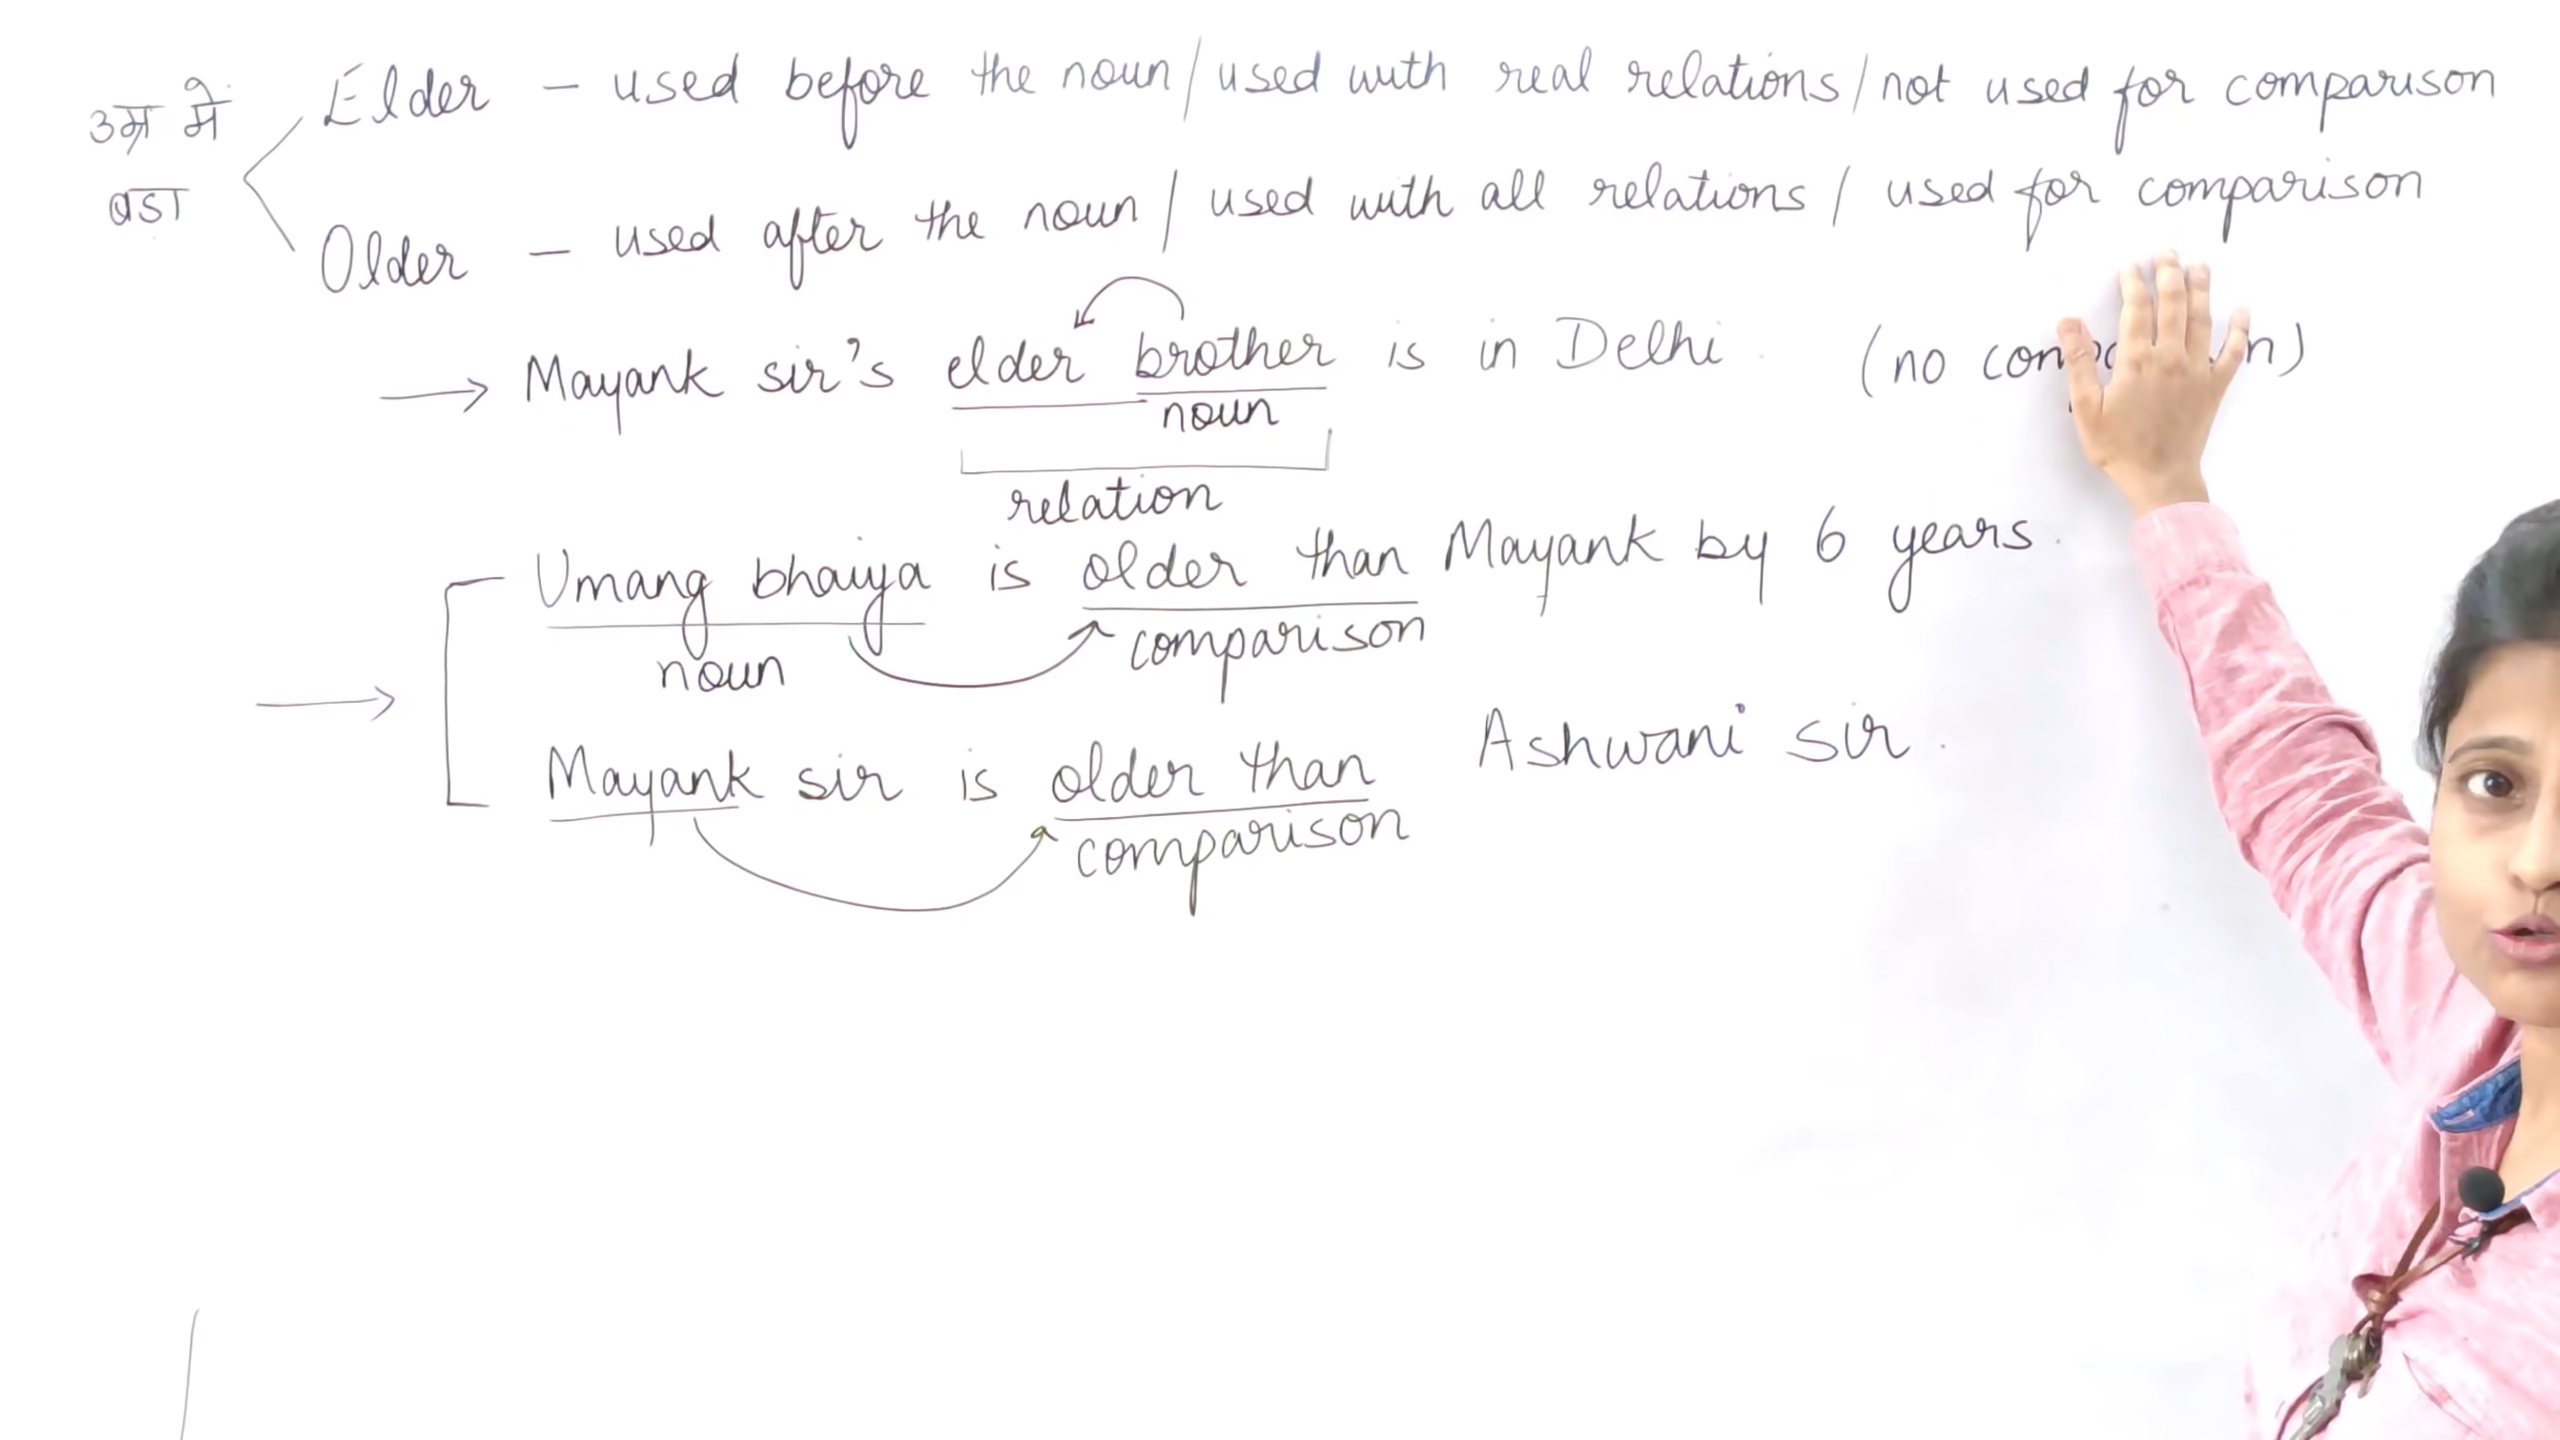 उम्र में Elder – used before the noun / used with real relations / not used for comparison
बड़ा
Older – used after the noun / used with all relations / used for comparison
→ Mayank sir's elder brother is in Delhi. (no
noun
relation
Umang bhaiya is older than Mayank by 6 years.
noun comparison
→
Mayank sir is older than Ashwani sir.
comparison